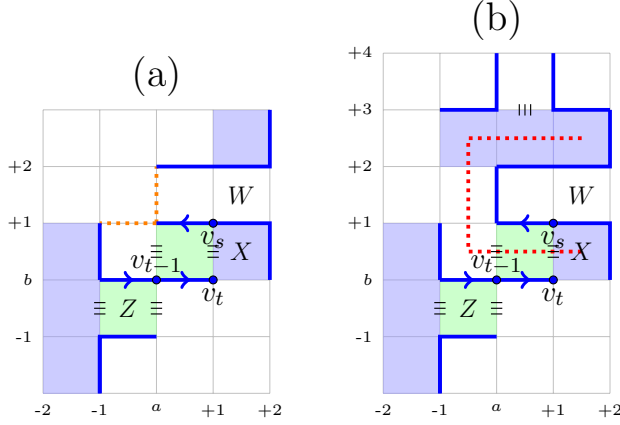 (a)
(b)
+4
+3
+2
+2
W
W
+1
+1
v_s
v_s
X
X
v_{t-1}
v_{t-1}
b
b
v_t
v_t
Z
Z
-1
-1
-2 -1 a +1 +2
-2 -1 a +1 +2